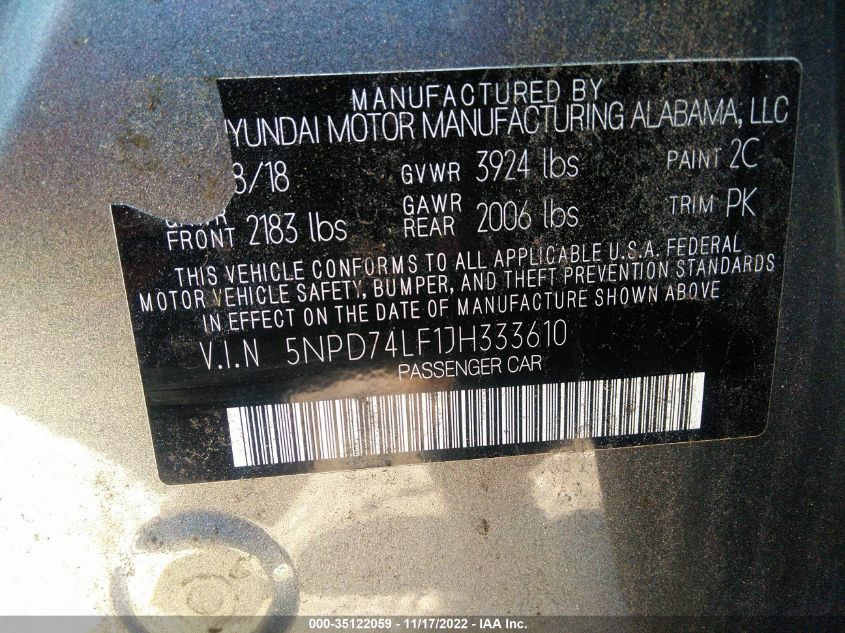 MANUFACTURED BY
YUNDAI MOTOR MANUFACTURING ALABAMA, LLC
/18 GVWR 3924 lbs PAINT 2C
FRONT 2183 lbs GAWR REAR 2006 lbs TRIM PK
THIS VEHICLE CONFORMS TO ALL APPLICABLE U.S.A. FEDERAL
MOTOR VEHICLE SAFETY, BUMPER, AND THEFT PREVENTION STANDARDS
IN EFFECT ON THE DATE OF MANUFACTURE SHOWN ABOVE
V.I.N 5NPD74LF1JH333610
PASSENGER CAR
000-35122059 - 11/17/2022 - IAA Inc.